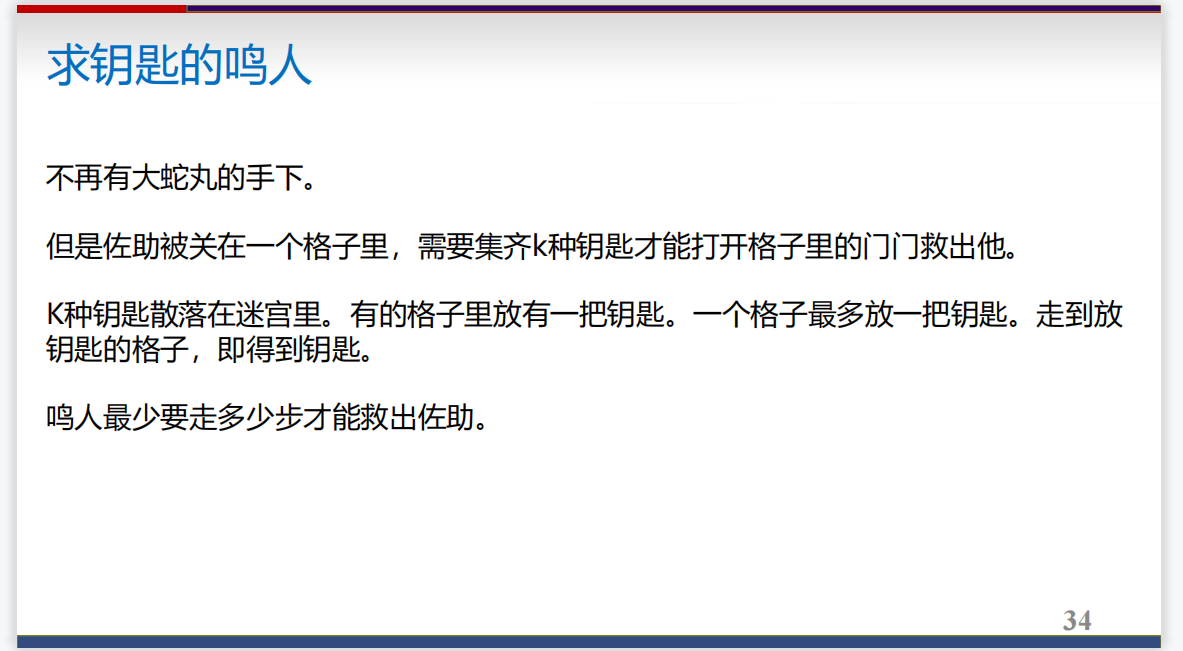 求钥匙的鸣人
不再有大蛇丸的手下。
但是佐助被关在一个格子里，需要集齐k种钥匙才能打开格子里的门门救出他。
K种钥匙散落在迷宫里。有的格子里放有一把钥匙。一个格子最多放一把钥匙。走到放
钥匙的格子，即得到钥匙。
鸣人最少要走多少步才能救出佐助。
34